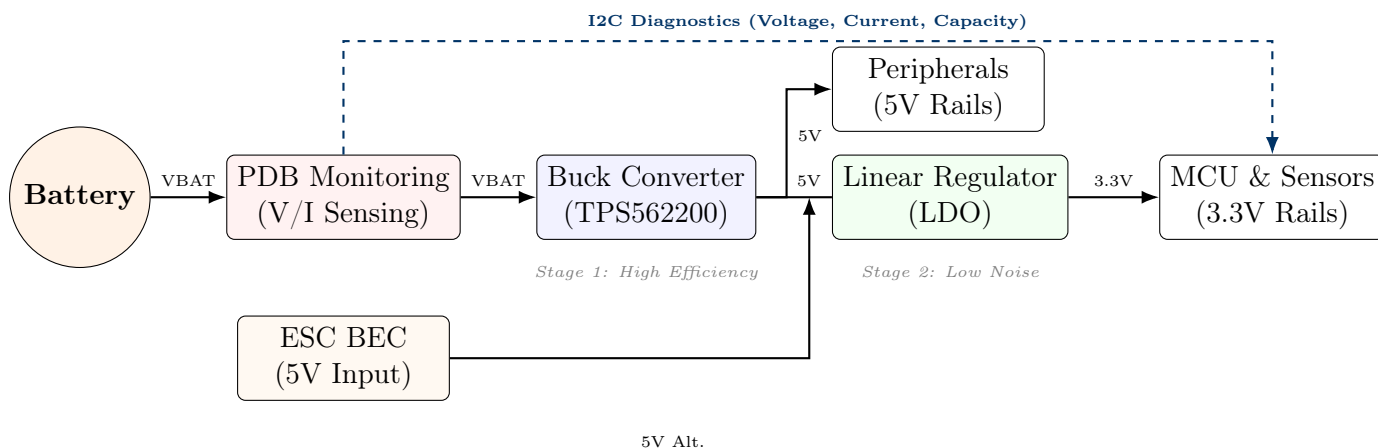 I2C Diagnostics (Voltage, Current, Capacity)
Peripherals
(5V Rails)
5V
Battery
VBAT
PDB Monitoring
(V/I Sensing)
VBAT
Buck Converter
(TPS562200)
5V
Linear Regulator
(LDO)
3.3V
MCU & Sensors
(3.3V Rails)
Stage 1: High Efficiency
Stage 2: Low Noise
ESC BEC
(5V Input)
5V Alt.